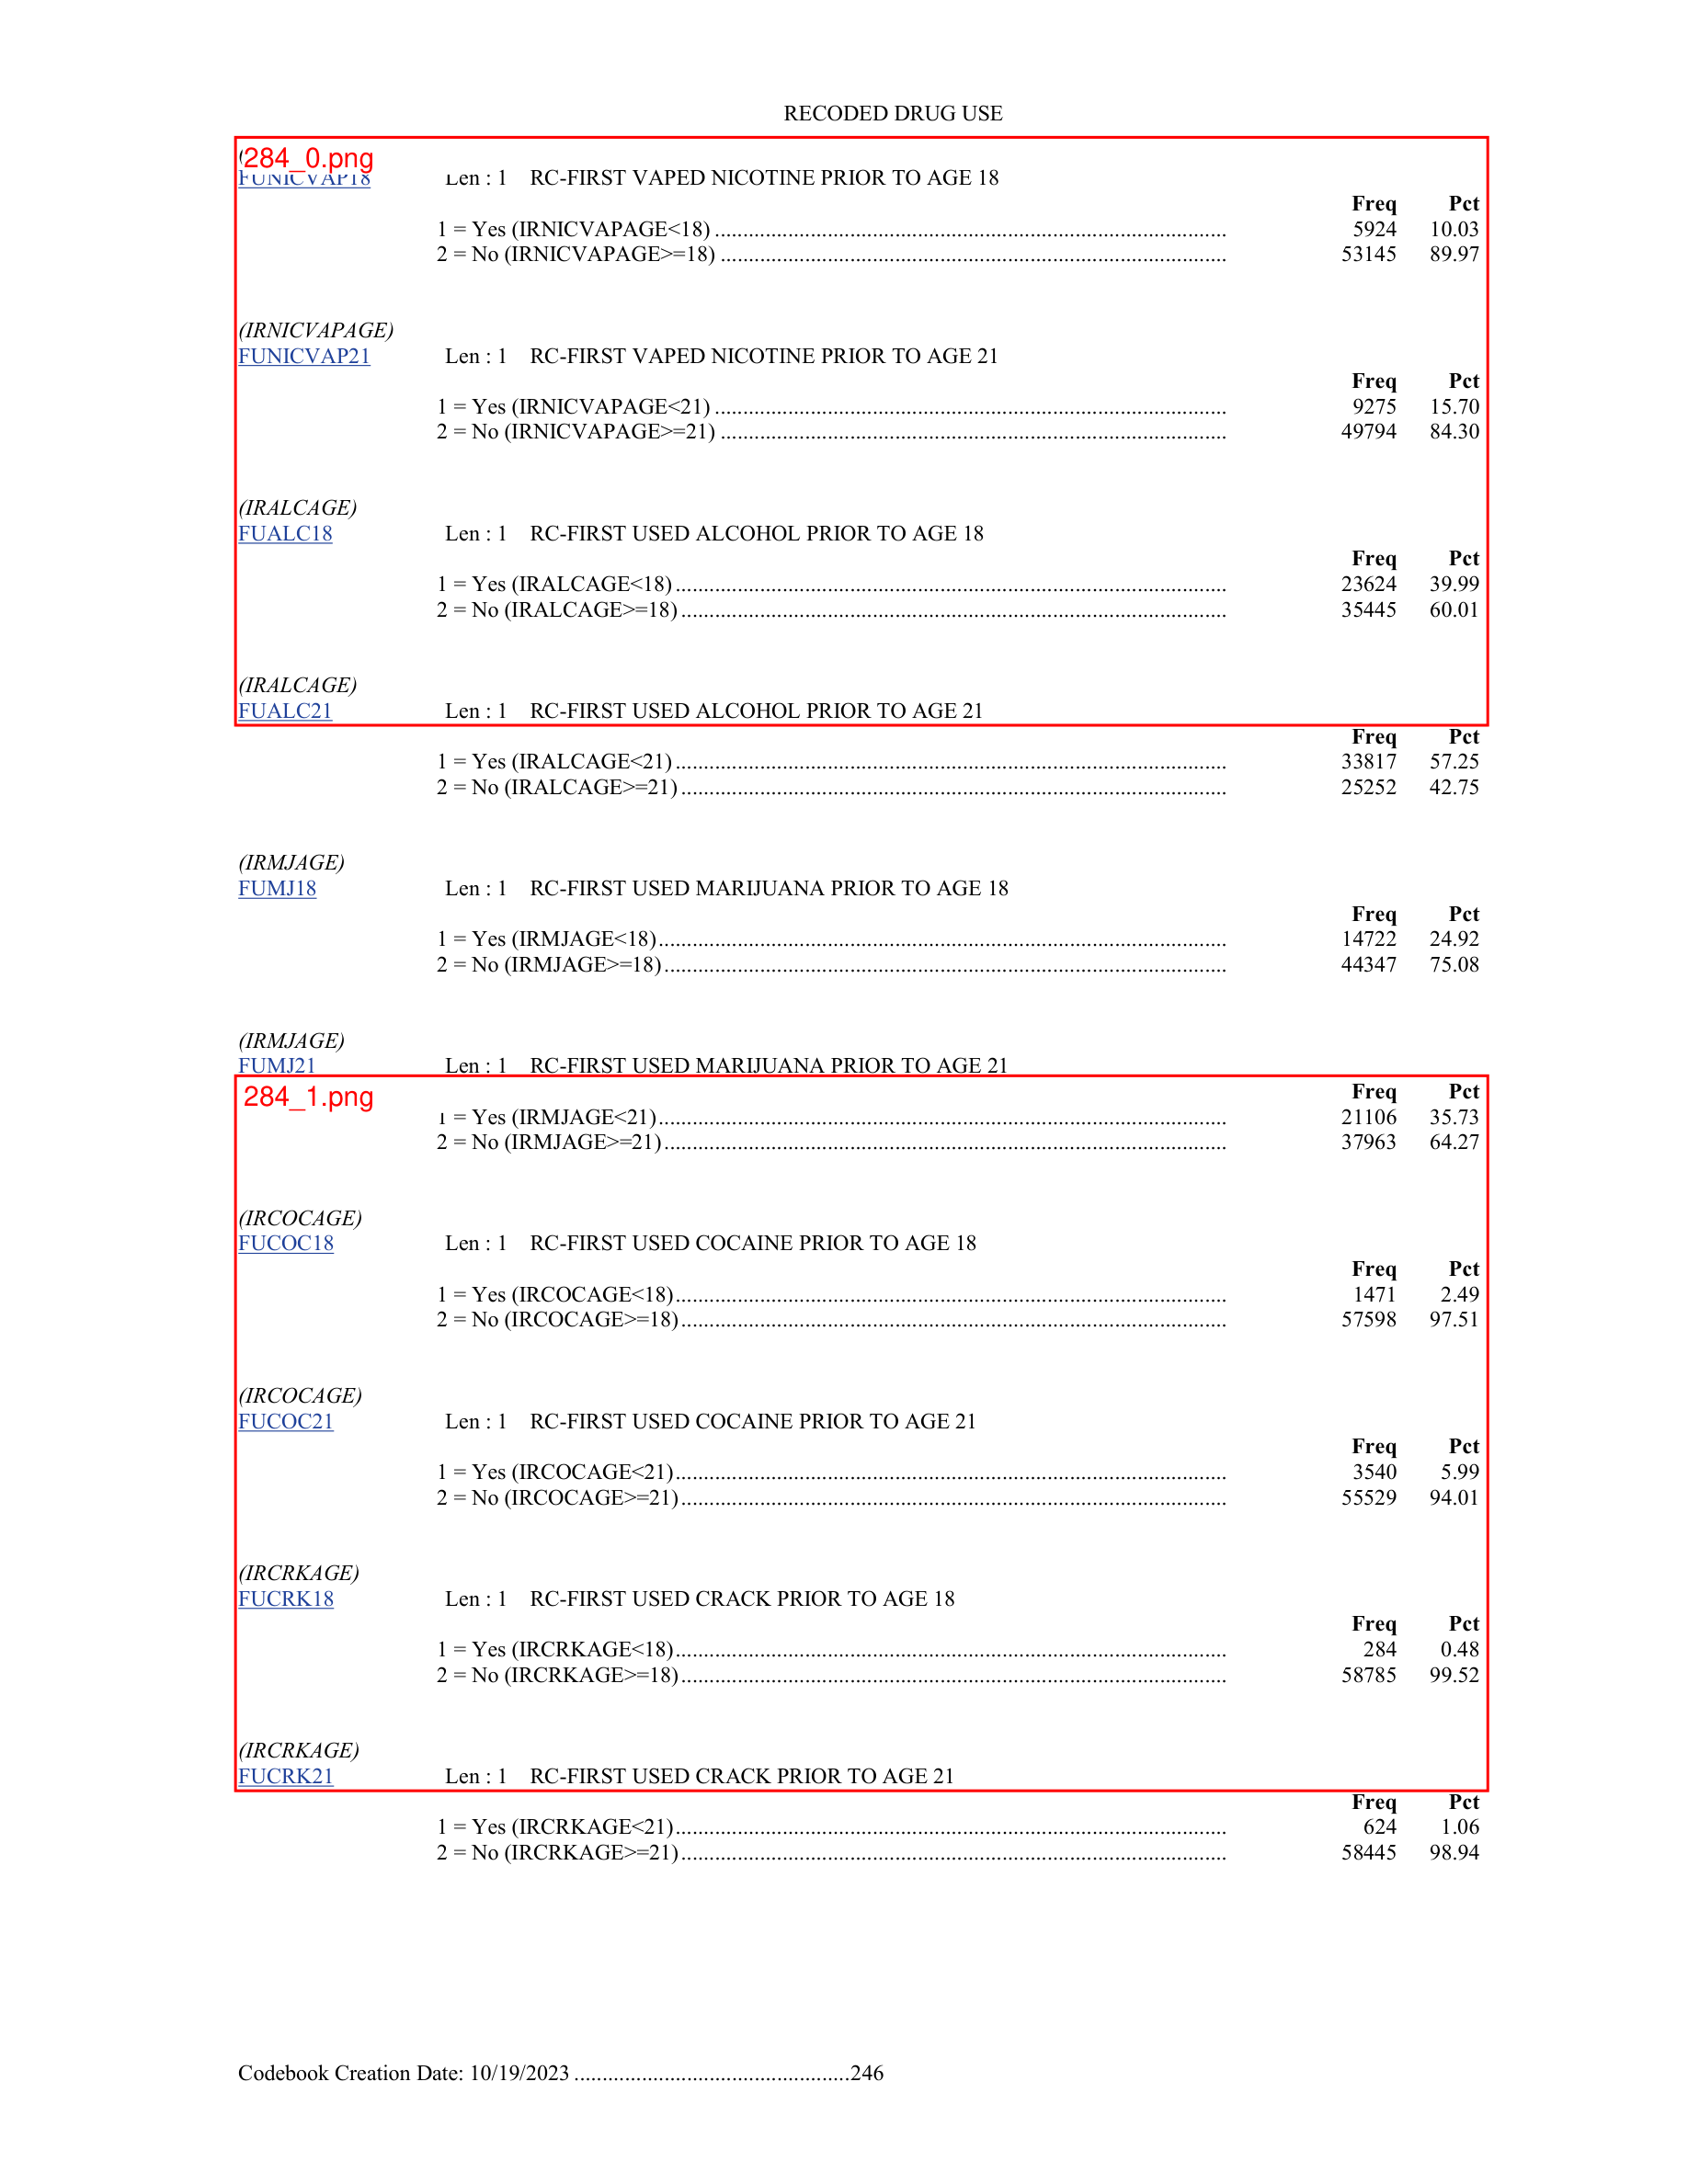 RECODED DRUG USE
284_0.png
FUNICVAP18 Len : 1 RC-FIRST VAPED NICOTINE PRIOR TO AGE 18
Freq Pct
1 = Yes (IRNICVAPAGE<18) ........................................................................................... 5924 10.03
2 = No (IRNICVAPAGE>=18) .......................................................................................... 53145 89.97
(IRNICVAPAGE)
FUNICVAP21 Len : 1 RC-FIRST VAPED NICOTINE PRIOR TO AGE 21
Freq Pct
1 = Yes (IRNICVAPAGE<21) ........................................................................................... 9275 15.70
2 = No (IRNICVAPAGE>=21) .......................................................................................... 49794 84.30
(IRALCAGE)
FUALC18 Len : 1 RC-FIRST USED ALCOHOL PRIOR TO AGE 18
Freq Pct
1 = Yes (IRALCAGE<18) .................................................................................................. 23624 39.99
2 = No (IRALCAGE>=18) ................................................................................................. 35445 60.01
(IRALCAGE)
FUALC21 Len : 1 RC-FIRST USED ALCOHOL PRIOR TO AGE 21
Freq Pct
1 = Yes (IRALCAGE<21) .................................................................................................. 33817 57.25
2 = No (IRALCAGE>=21) ................................................................................................. 25252 42.75
(IRMJAGE)
FUMJ18 Len : 1 RC-FIRST USED MARIJUANA PRIOR TO AGE 18
Freq Pct
1 = Yes (IRMJAGE<18) ..................................................................................................... 14722 24.92
2 = No (IRMJAGE>=18) .................................................................................................... 44347 75.08
(IRMJAGE)
FUMJ21 Len : 1 RC-FIRST USED MARIJUANA PRIOR TO AGE 21
284_1.png Freq Pct
1 = Yes (IRMJAGE<21) ..................................................................................................... 21106 35.73
2 = No (IRMJAGE>=21) .................................................................................................... 37963 64.27
(IRCOCAGE)
FUCOC18 Len : 1 RC-FIRST USED COCAINE PRIOR TO AGE 18
Freq Pct
1 = Yes (IRCOCAGE<18) .................................................................................................. 1471 2.49
2 = No (IRCOCAGE>=18) ................................................................................................. 57598 97.51
(IRCOCAGE)
FUCOC21 Len : 1 RC-FIRST USED COCAINE PRIOR TO AGE 21
Freq Pct
1 = Yes (IRCOCAGE<21) .................................................................................................. 3540 5.99
2 = No (IRCOCAGE>=21) ................................................................................................. 55529 94.01
(IRCRKAGE)
FUCRK18 Len : 1 RC-FIRST USED CRACK PRIOR TO AGE 18
Freq Pct
1 = Yes (IRCRKAGE<18) .................................................................................................. 284 0.48
2 = No (IRCRKAGE>=18) ................................................................................................. 58785 99.52
(IRCRKAGE)
FUCRK21 Len : 1 RC-FIRST USED CRACK PRIOR TO AGE 21
Freq Pct
1 = Yes (IRCRKAGE<21) .................................................................................................. 624 1.06
2 = No (IRCRKAGE>=21) ................................................................................................. 58445 98.94
Codebook Creation Date: 10/19/2023 .................................................246